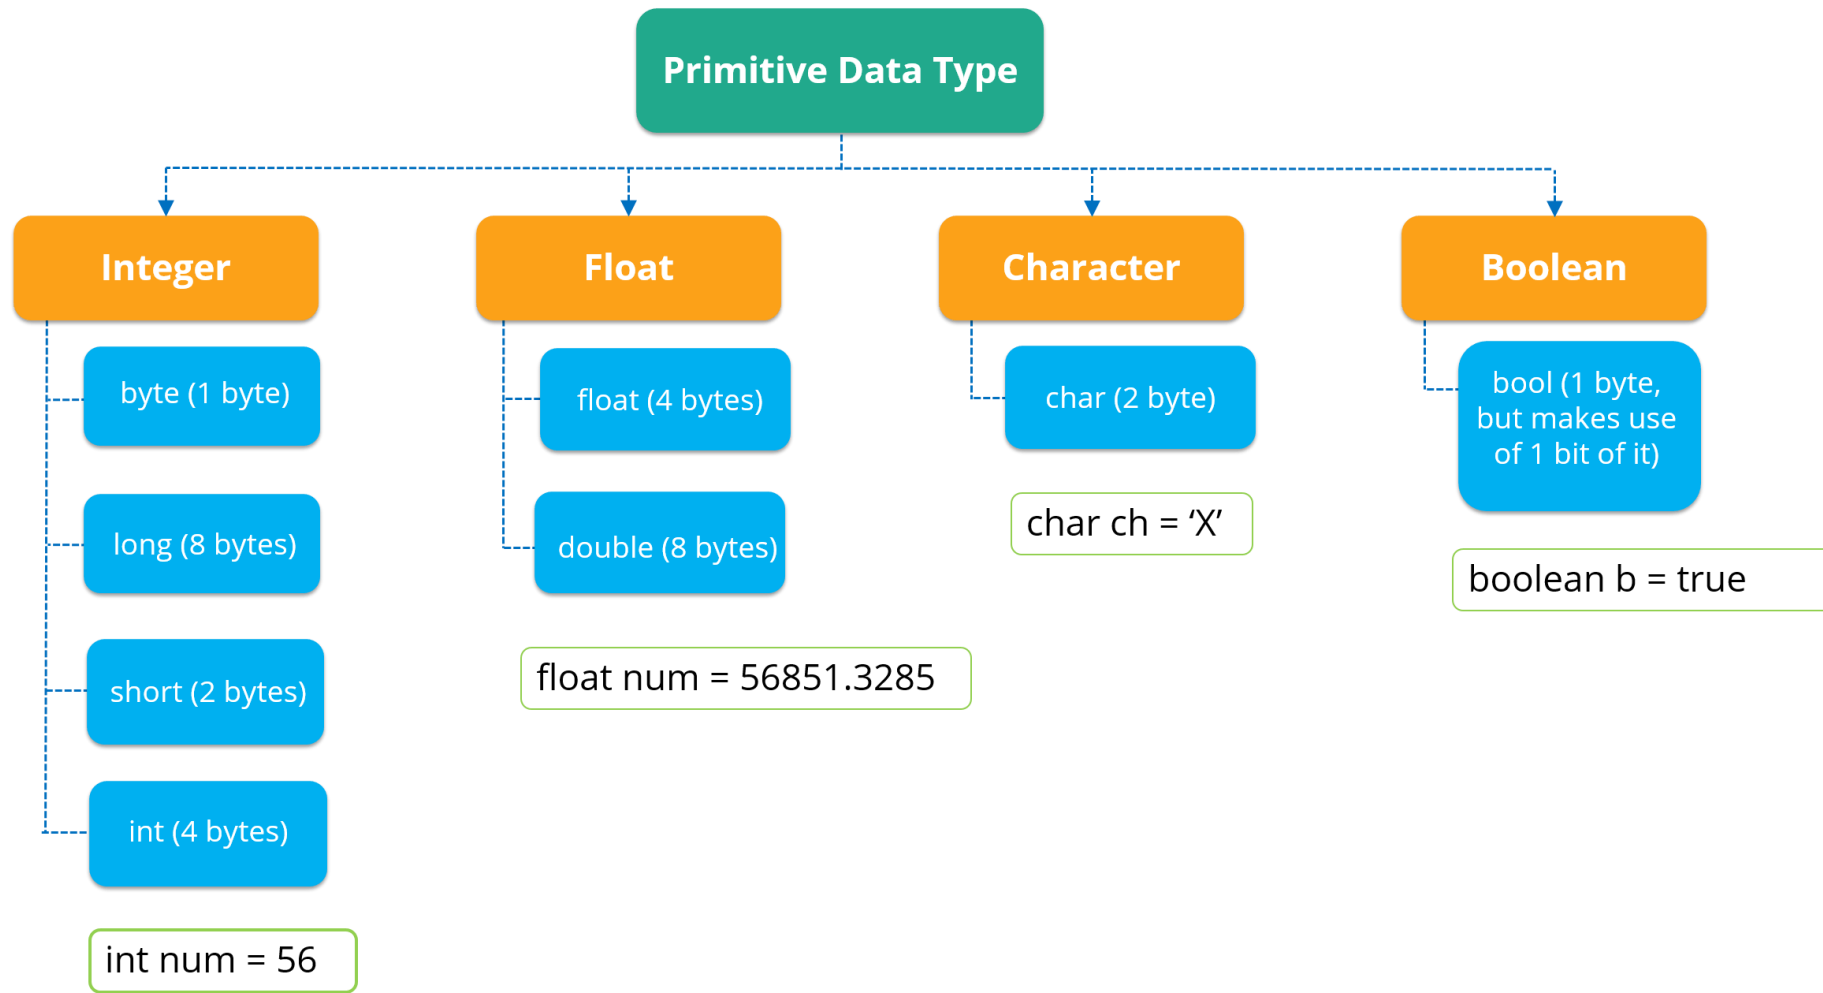 Primitive Data Type
Integer
byte (1 byte)
long (8 bytes)
short (2 bytes)
int (4 bytes)
int num = 56
Float
float (4 bytes)
double (8 bytes)
float num = 56851.3285
Character
char (2 byte)
char ch = ‘X’
Boolean
bool (1 byte,
but makes use
of 1 bit of it)
boolean b = true